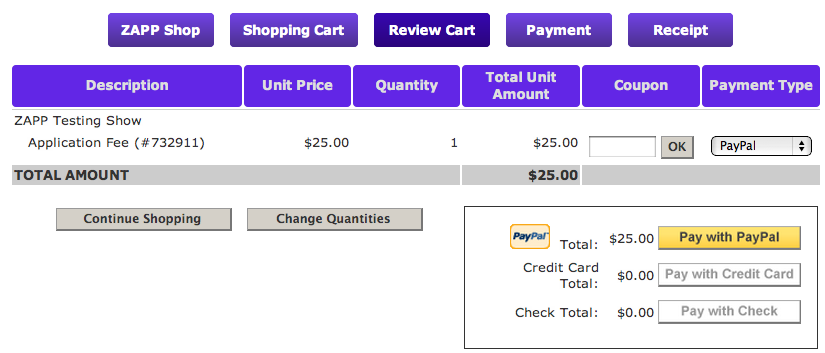 ZAPP Shop Shopping Cart Review Cart Payment Receipt
Description Unit Price Quantity Total Unit Amount Coupon Payment Type
ZAPP Testing Show
Application Fee (#732911) $25.00 1 $25.00 OK PayPal
TOTAL AMOUNT $25.00
Continue Shopping Change Quantities
PayPal Total: $25.00 Pay with PayPal
Credit Card Total: $0.00 Pay with Credit Card
Check Total: $0.00 Pay with Check